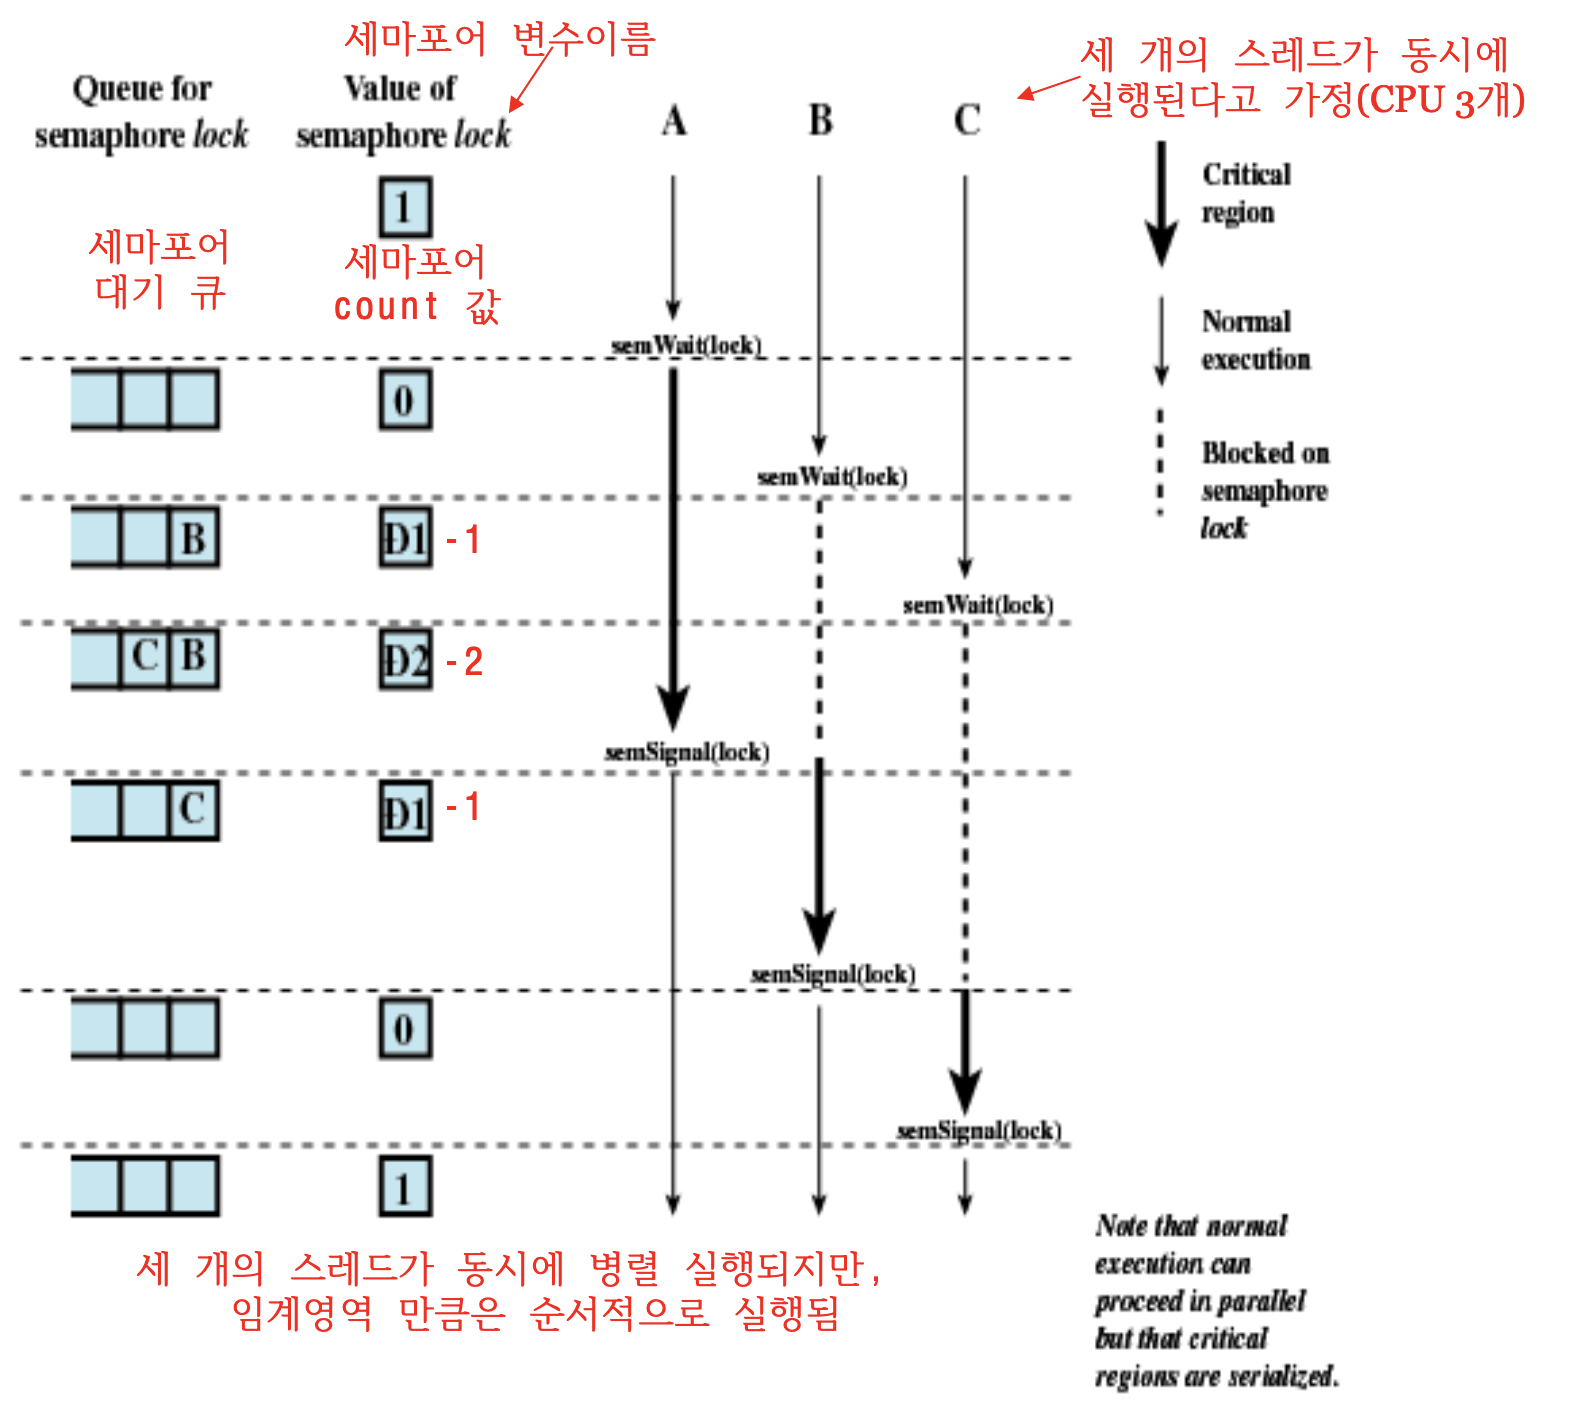 세마포어 변수이름
세 개의 스레드가 동시에
실행된다고 가정(CPU 3개)
Queue for
semaphore lock
Value of
semaphore lock
A
B
C
1
세마포어
대기 큐
세마포어
count 값
Critical
region
Normal
execution
Blocked on
semaphore
lock
semWait(lock)
0
semWait(lock)
B
Đ1 -1
semWait(lock)
C B
Đ2 -2
semSignal(lock)
C
Đ1 -1
semSignal(lock)
0
semSignal(lock)
1
세 개의 스레드가 동시에 병렬 실행되지만,
임계영역 만큼은 순서적으로 실행됨
Note that normal
execution can
proceed in parallel
but that critical
regions are serialized.